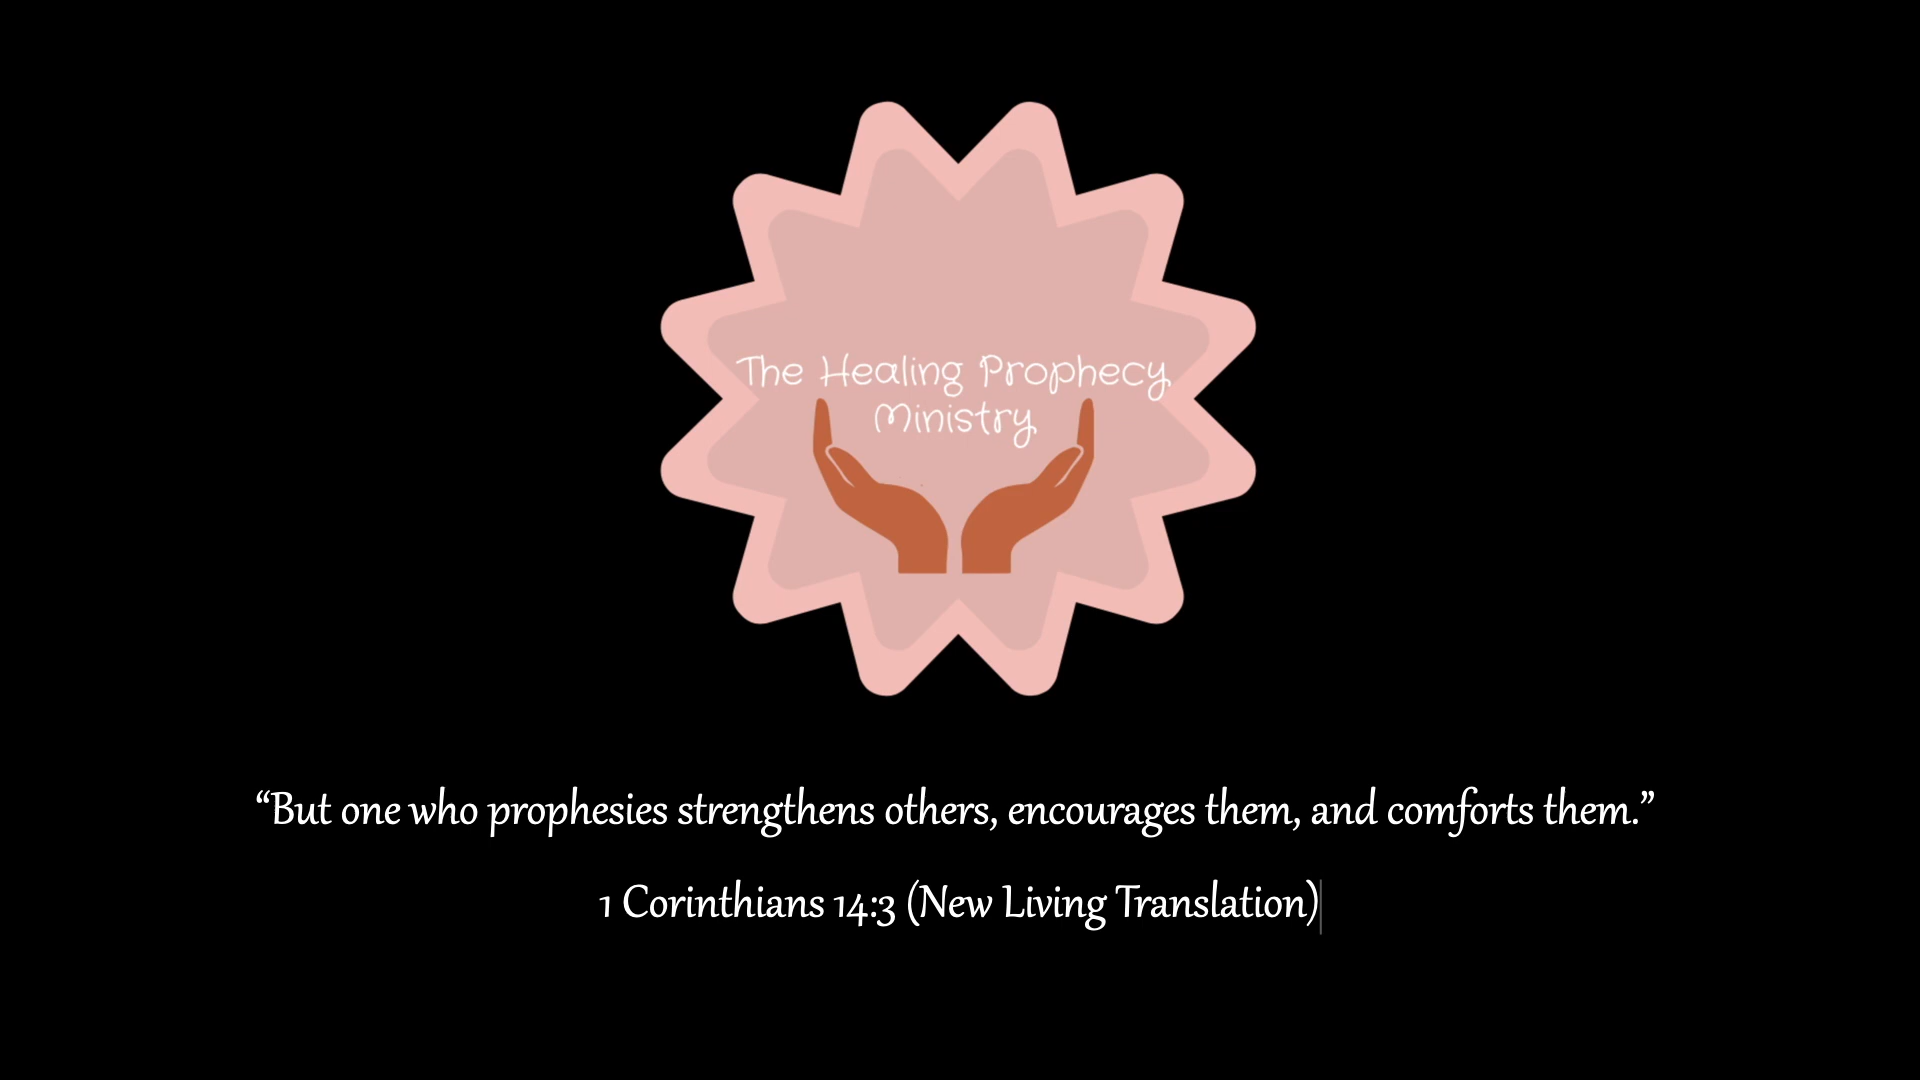 The Healing Prophecy
Ministry
“But one who prophesies strengthens others, encourages them, and comforts them.”
1 Corinthians 14:3 (New Living Translation)